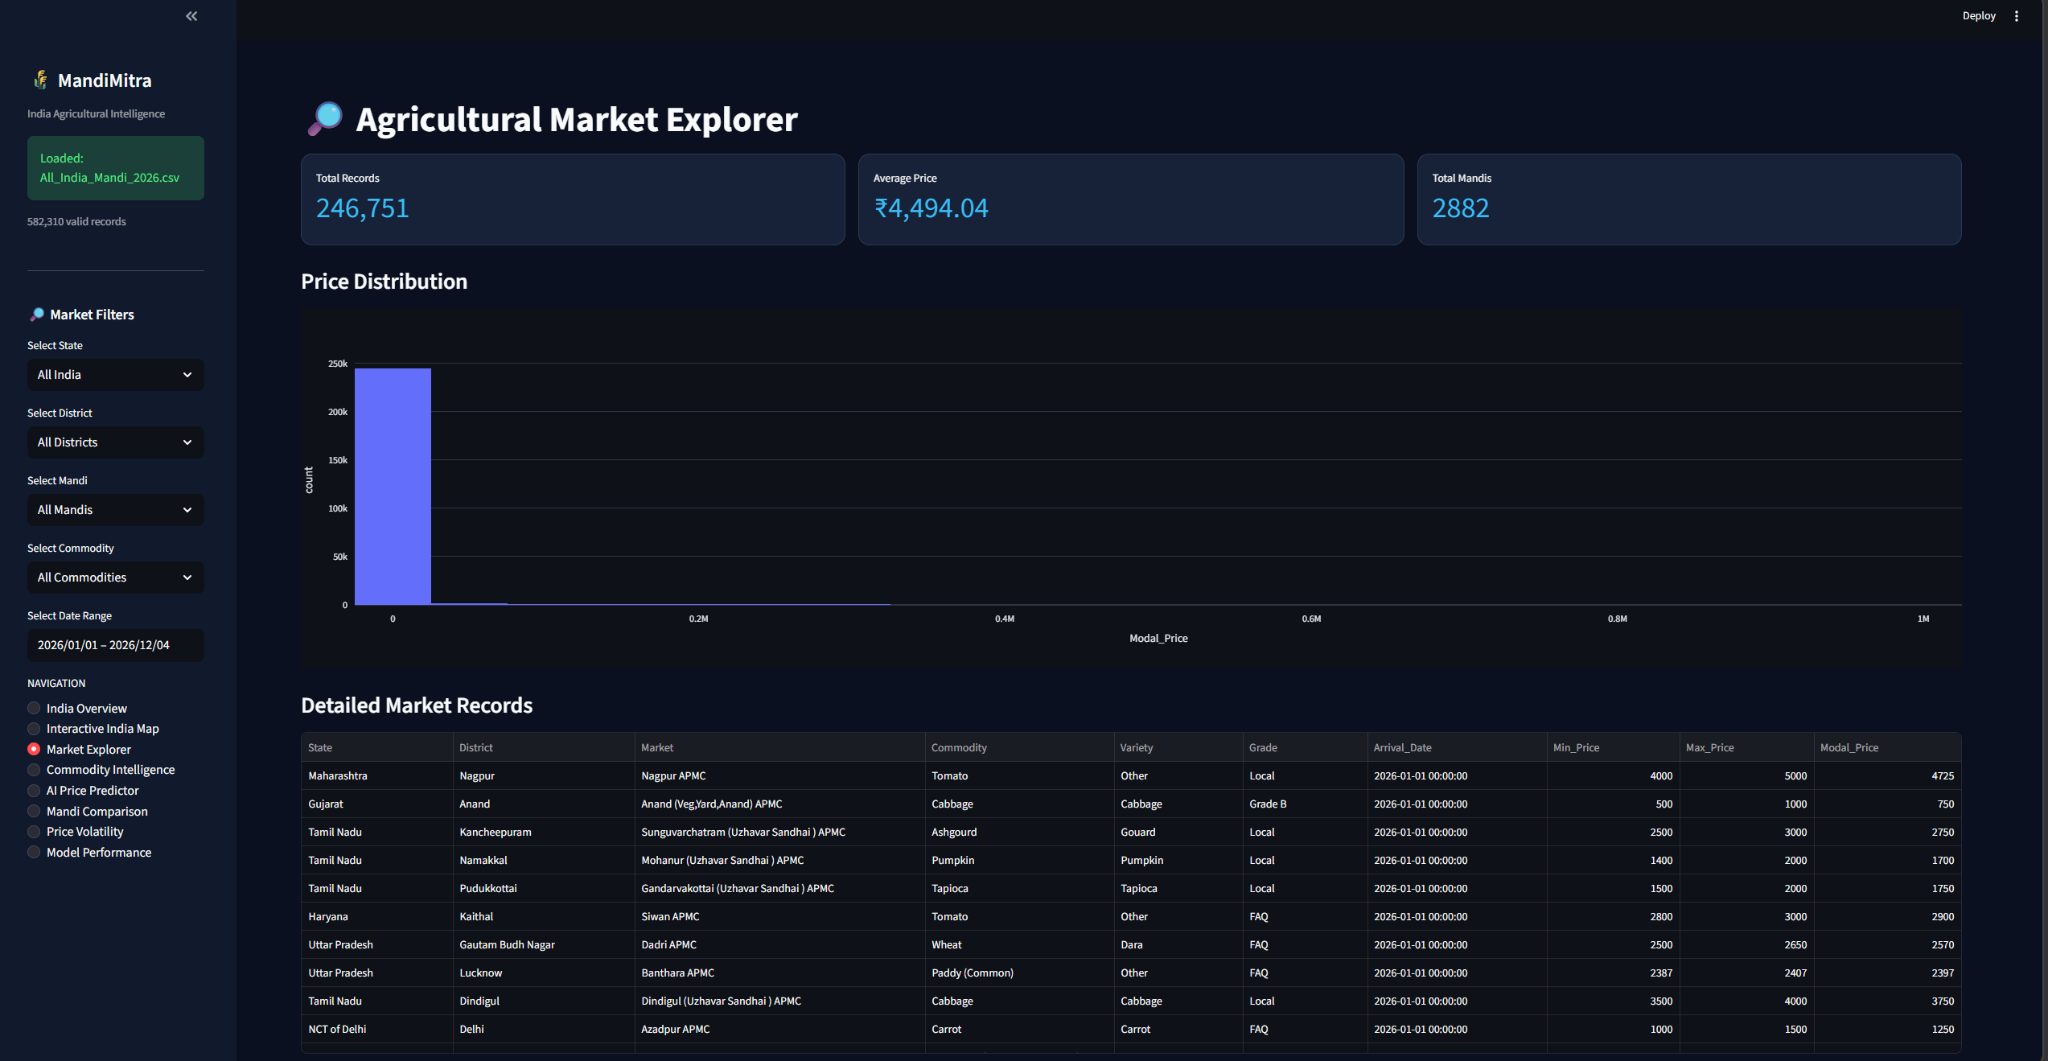 Deploy
MandiMitra
India Agricultural Intelligence
Loaded:
All_India_Mandi_2026.csv
582,310 valid records
Market Filters
Select State
All India
Select District
All Districts
Select Mandi
All Mandis
Select Commodity
All Commodities
Select Date Range
2026/01/01 – 2026/12/04
NAVIGATION
India Overview
Interactive India Map
Market Explorer
Commodity Intelligence
AI Price Predictor
Mandi Comparison
Price Volatility
Model Performance
Agricultural Market Explorer
Total Records
246,751
Average Price
₹4,494.04
Total Mandis
2882
Price Distribution
250k
200k
150k
100k
50k
0
count
0 0.2M 0.4M 0.6M 0.8M 1M
Modal_Price
Detailed Market Records
State District Market Commodity Variety Grade Arrival_Date Min_Price Max_Price Modal_Price
Maharashtra Nagpur Nagpur APMC Tomato Other Local 2026-01-01 00:00:00 4000 5000 4725
Gujarat Anand Anand (Veg,Yard,Anand) APMC Cabbage Cabbage Grade B 2026-01-01 00:00:00 500 1000 750
Tamil Nadu Kancheepuram Sunguvarchatram (Uzhavar Sandhai ) APMC Ashgourd Gouard Local 2026-01-01 00:00:00 2500 3000 2750
Tamil Nadu Namakkal Mohanur (Uzhavar Sandhai ) APMC Pumpkin Pumpkin Local 2026-01-01 00:00:00 1400 2000 1700
Tamil Nadu Pudukkottai Gandarvakottai (Uzhavar Sandhai ) APMC Tapioca Tapioca Local 2026-01-01 00:00:00 1500 2000 1750
Haryana Kaithal Siwan APMC Tomato Other FAQ 2026-01-01 00:00:00 2800 3000 2900
Uttar Pradesh Gautam Budh Nagar Dadri APMC Wheat Dara FAQ 2026-01-01 00:00:00 2500 2650 2570
Uttar Pradesh Lucknow Banthara APMC Paddy (Common) Other FAQ 2026-01-01 00:00:00 2387 2407 2397
Tamil Nadu Dindigul Dindigul (Uzhavar Sandhai ) APMC Cabbage Cabbage Local 2026-01-01 00:00:00 3500 4000 3750
NCT of Delhi Delhi Azadpur APMC Carrot Carrot FAQ 2026-01-01 00:00:00 1000 1500 1250